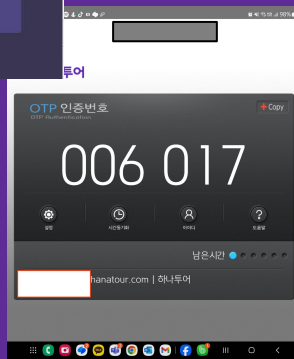 투어
OTP 인증번호
OTP Authentication
+Copy
006 017
설정
시간동기화
아이디
도움말
남은시간
hanatour.com | 하나투어